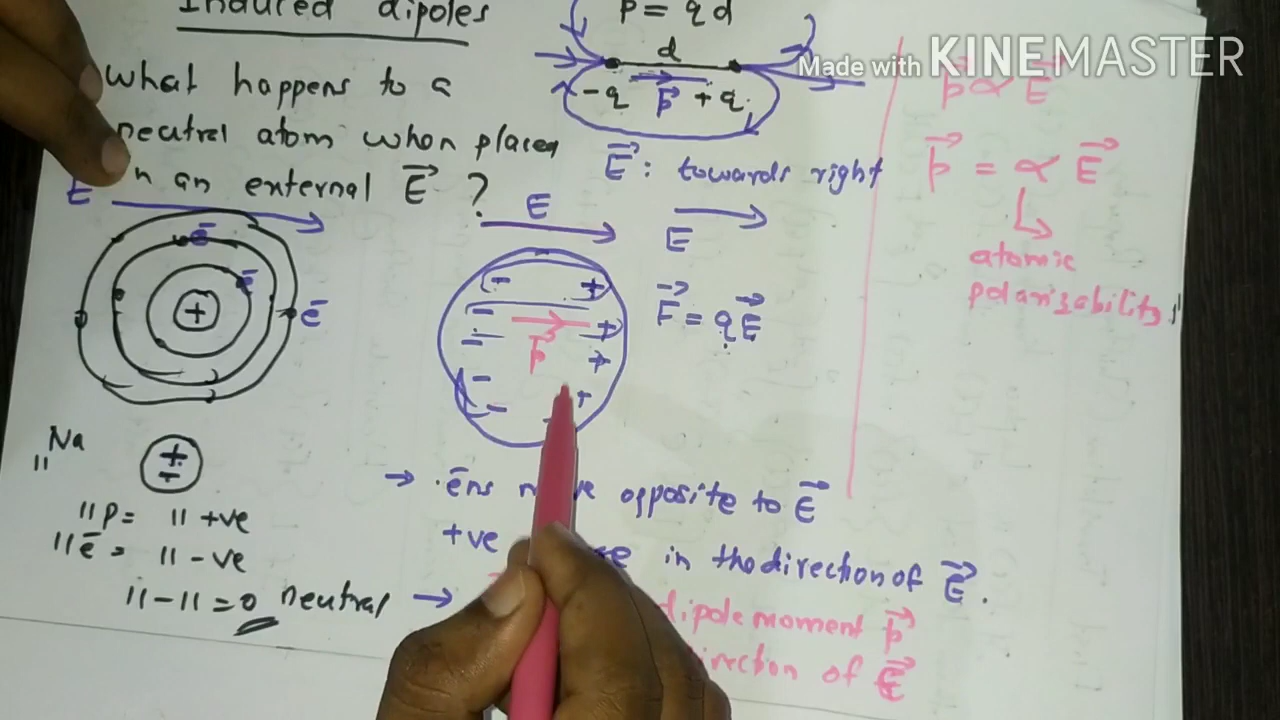 Induced dipoles
what happens to a
neutral atom when placed
in an external E⃗ ?
P = qd
d
-q p⃗ +q
E⃗ : towards right
Made with KINEMASTER
p⃗ ∝ E⃗
p⃗ = α E⃗
atomic
polarizability
E
ē
ē
ē
+
E
E
F⃗ = qE⃗
p⃗
Na
11
+
-
11p = 11 +ve
11ē = 11 -ve
11-11=0 neutral
→ ēns move opposite to E⃗
+ve in the direction of E⃗.
→ dipole moment p⃗
direction of E⃗